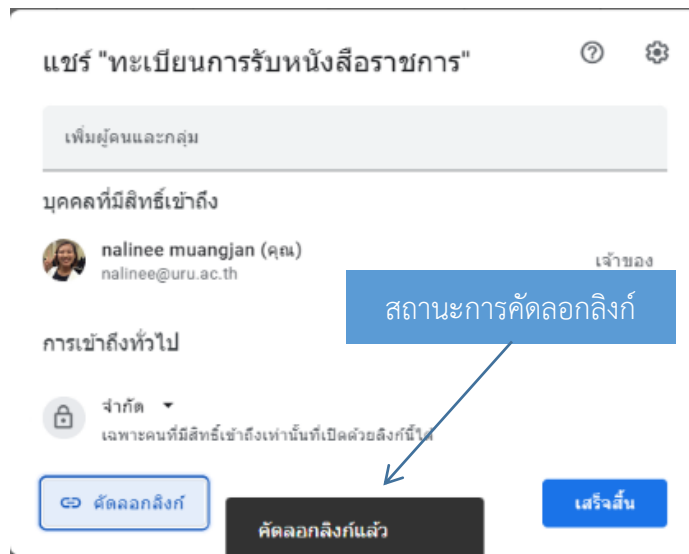 แชร์ "ทะเบียนการรับหนังสือราชการ"
เพิ่มผู้คนและกลุ่ม
บุคคลที่มีสิทธิ์เข้าถึง
nalinee muangjan (คุณ)
เจ้าของ
nalinee@uru.ac.th
สถานะการคัดลอกลิงก์
การเข้าถึงทั่วไป
จำกัด
เฉพาะคนที่มีสิทธิ์เข้าถึงเท่านั้นที่เปิดด้วยลิงก์นี้ได้
คัดลอกลิงก์
เสร็จสิ้น
คัดลอกลิงก์แล้ว